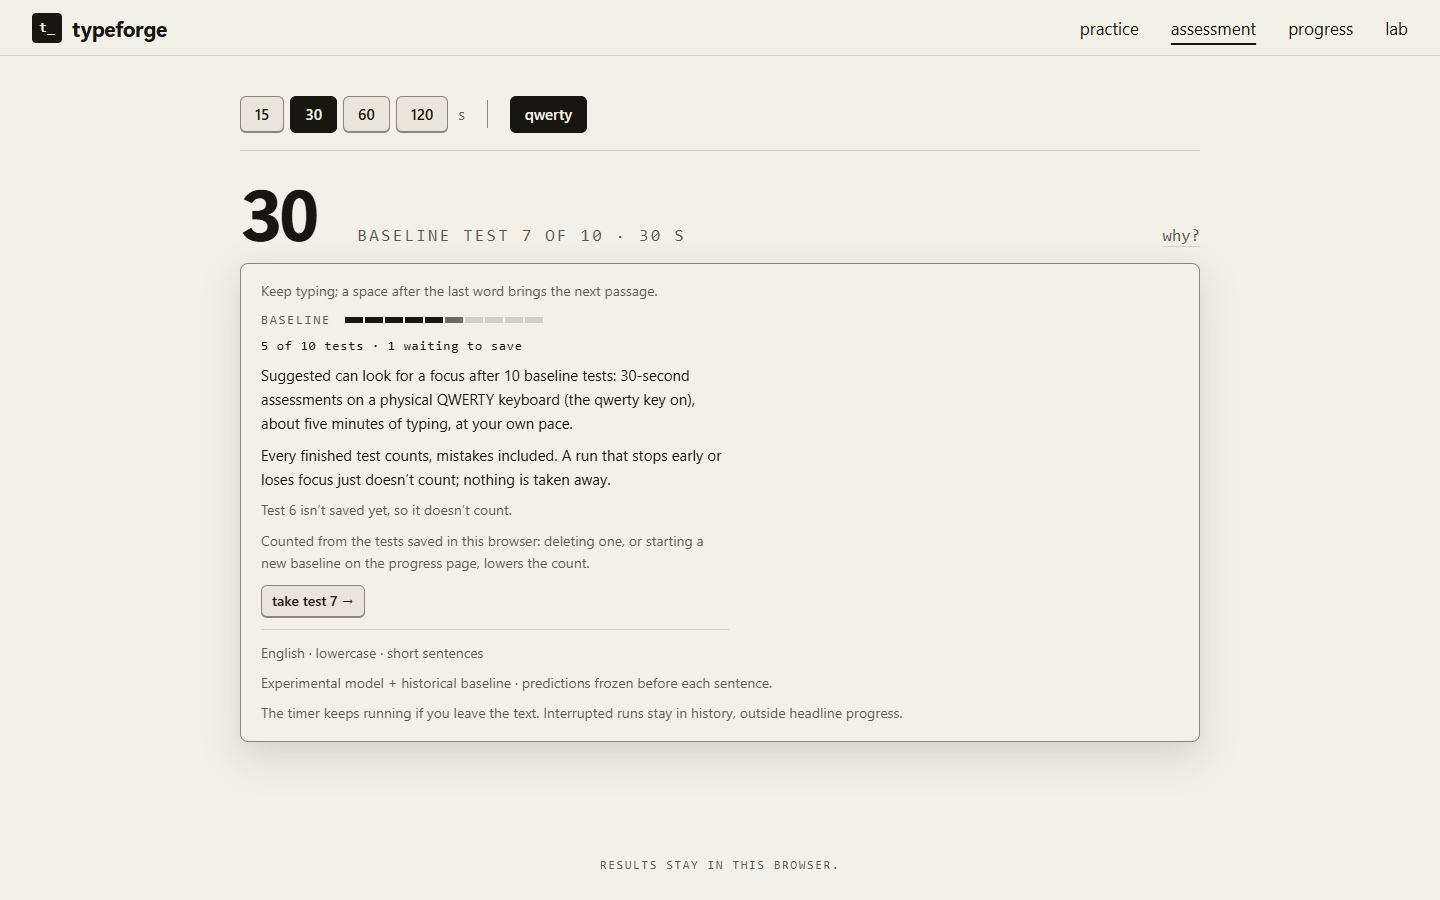 t_ typeforge
practice assessment progress lab
15 30 60 120 s qwerty
30 BASELINE TEST 7 OF 10 · 30 S why?
Keep typing; a space after the last word brings the next passage.
BASELINE
5 of 10 tests · 1 waiting to save
Suggested can look for a focus after 10 baseline tests: 30-second
assessments on a physical QWERTY keyboard (the qwerty key on),
about five minutes of typing, at your own pace.
Every finished test counts, mistakes included. A run that stops early or
loses focus just doesn’t count; nothing is taken away.
Test 6 isn’t saved yet, so it doesn’t count.
Counted from the tests saved in this browser: deleting one, or starting a
new baseline on the progress page, lowers the count.
take test 7 →
English · lowercase · short sentences
Experimental model + historical baseline · predictions frozen before each sentence.
The timer keeps running if you leave the text. Interrupted runs stay in history, outside headline progress.
RESULTS STAY IN THIS BROWSER.